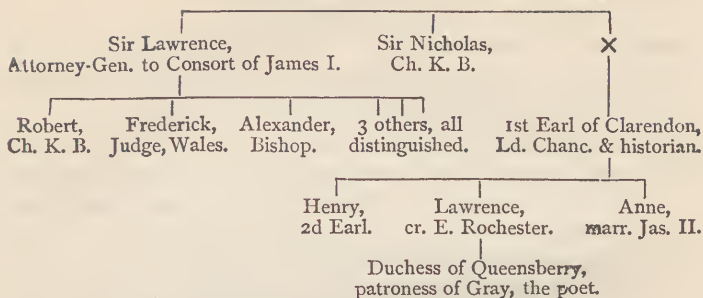 Sir Lawrence, Sir Nicholas, ×
Attorney-Gen. to Consort of James I. Ch. K. B.
Robert, Frederick, Alexander, 3 others, all 1st Earl of Clarendon,
Ch. K. B. Judge, Wales. Bishop. distinguished. Ld. Chanc. & historian.
Henry, Lawrence, Anne,
2d Earl. cr. E. Rochester. marr. Jas. II.
Duchess of Queensberry,
patroness of Gray, the poet.